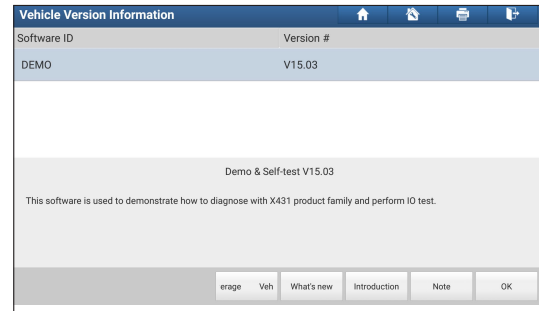 Vehicle Version Information
Software ID Version #
DEMO V15.03
Demo & Self-test V15.03
This software is used to demonstrate how to diagnose with X431 product family and perform IO test.
erage Veh What's new Introduction Note OK